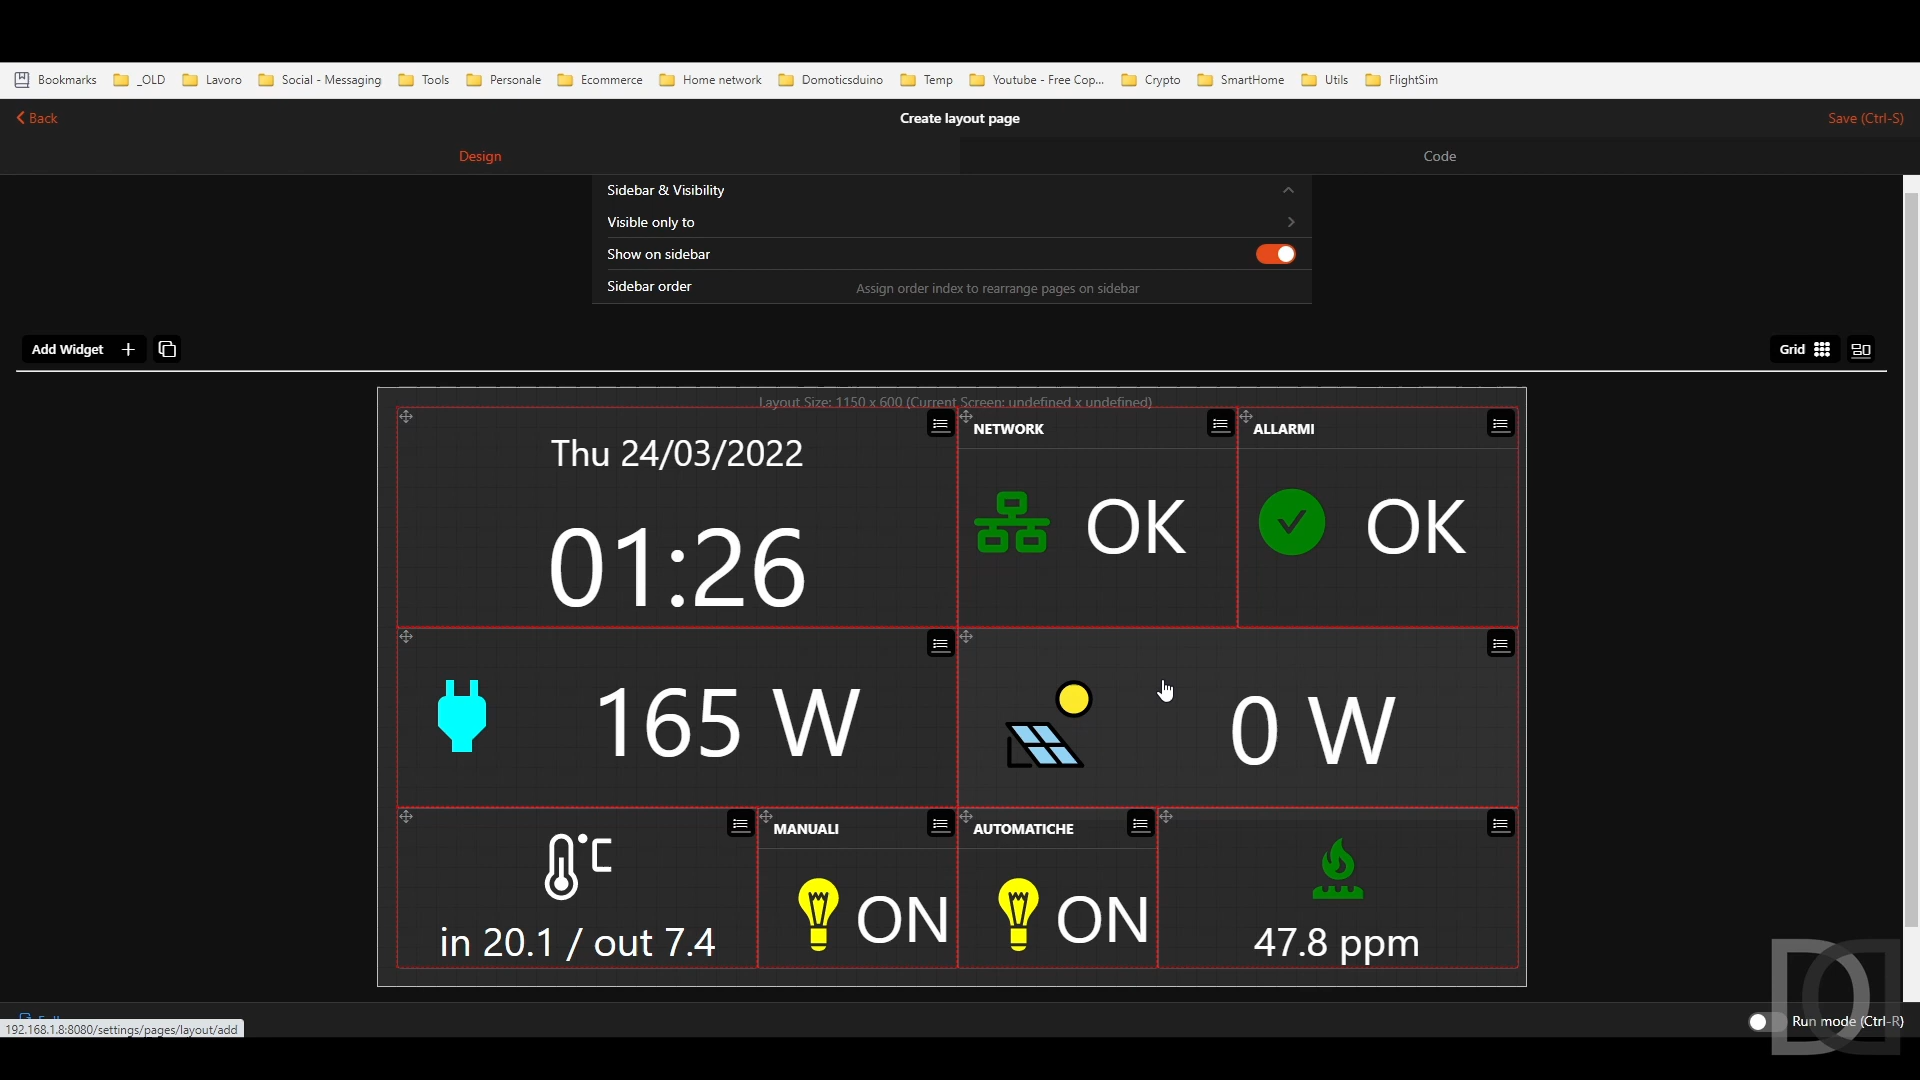 Bookmarks _OLD Lavoro Social - Messaging Tools Personale Ecommerce Home network Domoticsduino Temp Youtube - Free Cop... Crypto SmartHome Utils FlightSim
Back Create layout page Save (Ctrl-S)
Design Code
Sidebar & Visibility
Visible only to
Show on sidebar
Sidebar order Assign order index to rearrange pages on sidebar
Add Widget Grid
Layout Size: 1150 x 600 (Current Screen: undefined x undefined)
NETWORK ALLARMI
Thu 24/03/2022
OK OK
01:26
165 W 0 W
MANUALI AUTOMATICHE
°C
ON ON
in 20.1 / out 7.4 47.8 ppm
Run mode (Ctrl-R)
192.168.1.8:8080/settings/pages/layout/add